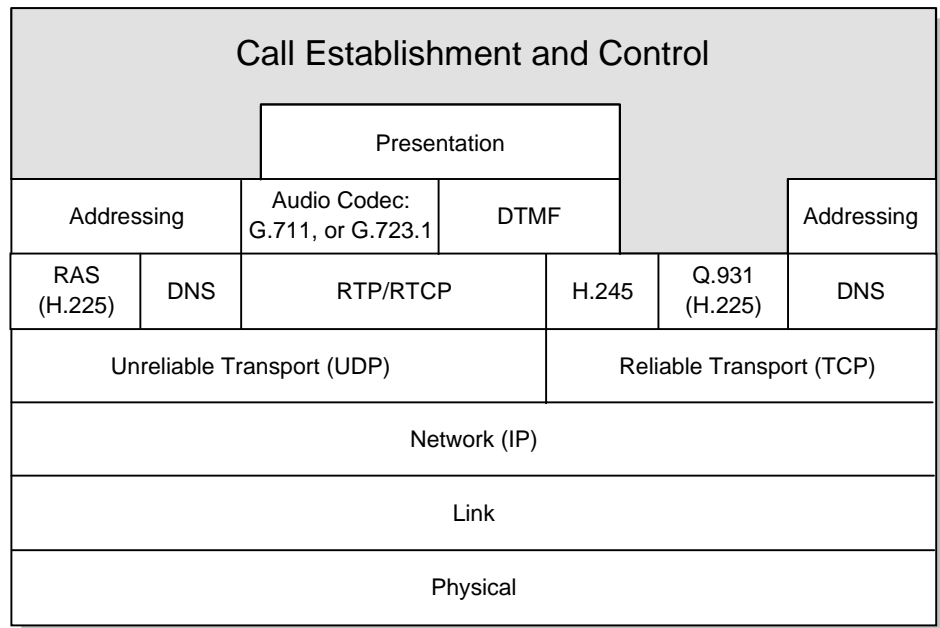 Call Establishment and Control
Presentation
Addressing
Audio Codec:
G.711, or G.723.1
DTMF
Addressing
RAS
(H.225)
DNS
RTP/RTCP
H.245
Q.931
(H.225)
DNS
Unreliable Transport (UDP)
Reliable Transport (TCP)
Network (IP)
Link
Physical